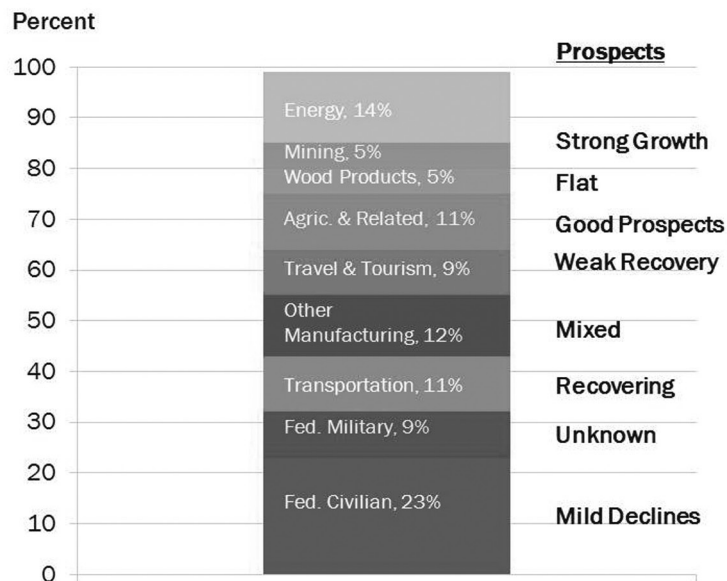 Percent
Prospects
100
90
80
70
60
50
40
30
20
10
0
Energy, 14%
Mining, 5%
Wood Products, 5%
Agric. & Related, 11%
Travel & Tourism, 9%
Other
Manufacturing, 12%
Transportation, 11%
Fed. Military, 9%
Fed. Civilian, 23%
Strong Growth
Flat
Good Prospects
Weak Recovery
Mixed
Recovering
Unknown
Mild Declines